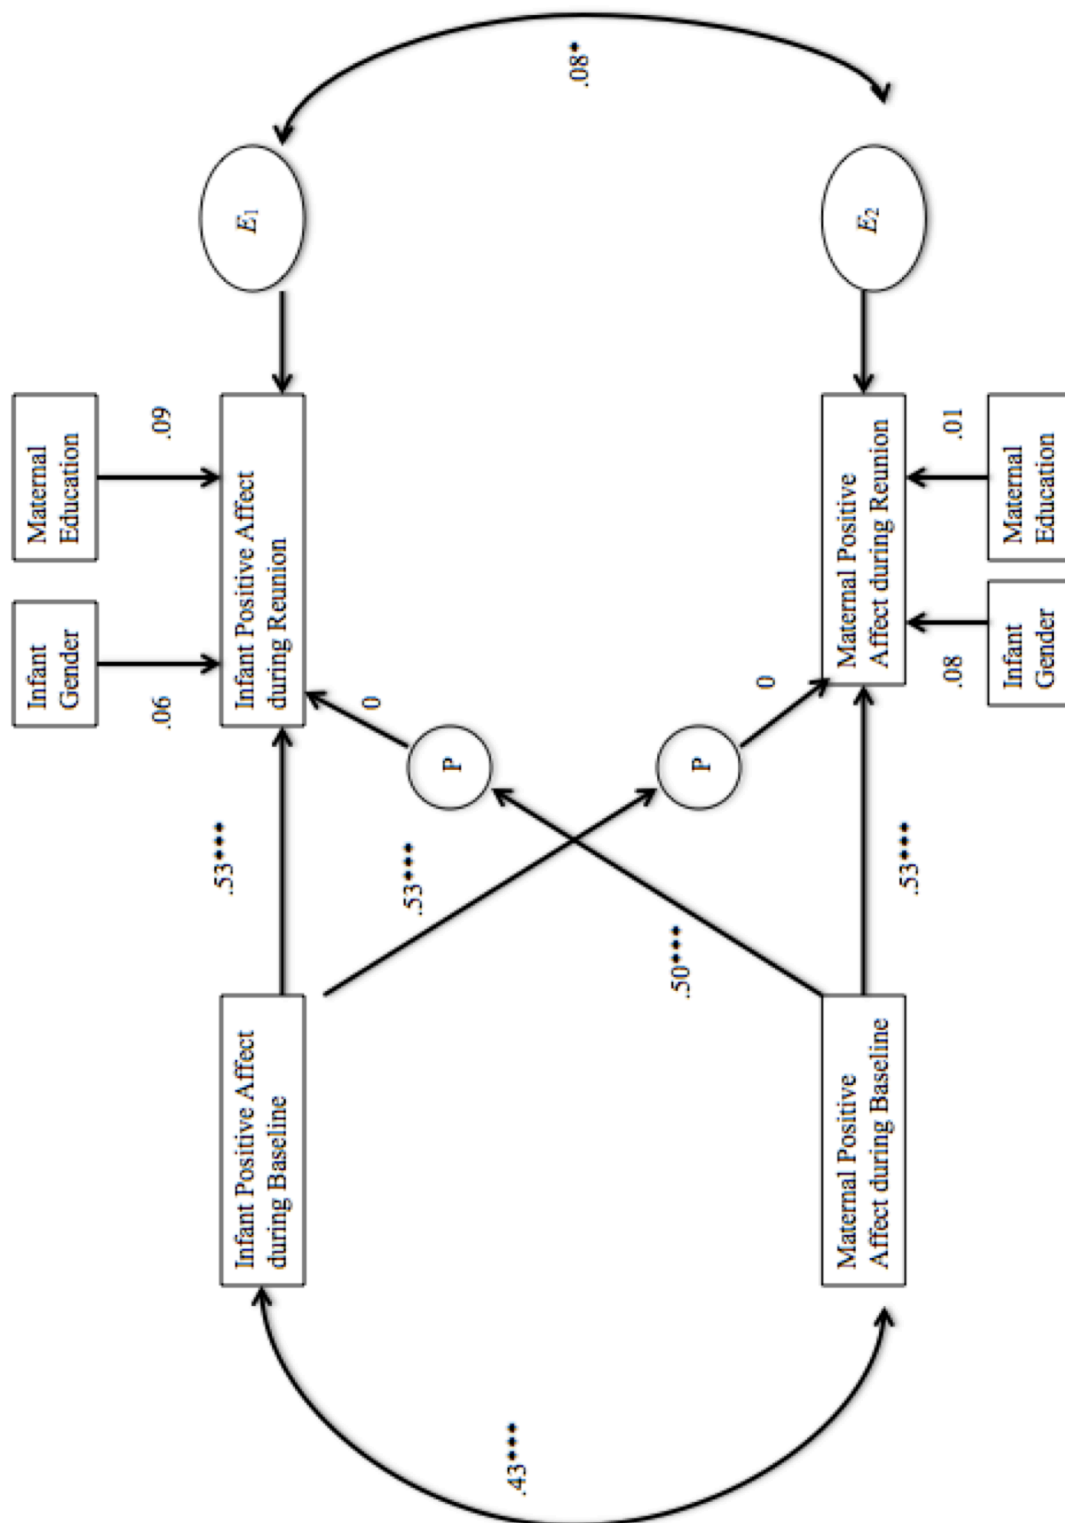 Infant
Gender
Maternal
Education
.06
.09
Infant Positive Affect
during Baseline
.53***
Infant Positive Affect
during Reunion
E1
0
.53***
P
.43***
.08*
.50***
P
0
Maternal Positive
Affect during Baseline
.53***
Maternal Positive
Affect during Reunion
E2
.08
.01
Infant
Gender
Maternal
Education